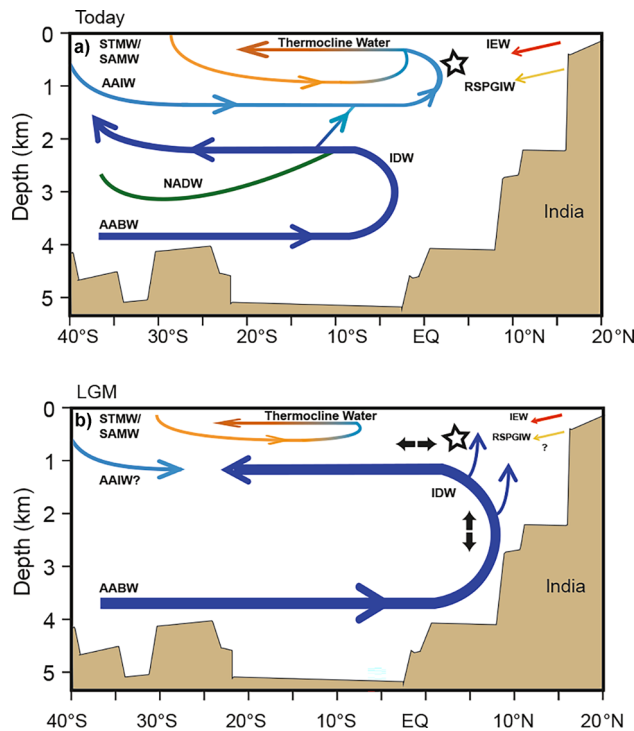 Today
a)
STMW/
SAMW
Thermocline Water
IEW
AAIW
RSPGIW
IDW
NADW
AABW
India
Depth (km)
0
1
2
3
4
5
40°S 30°S 20°S 10°S EQ 10°N 20°N
LGM
b)
STMW/
SAMW
Thermocline Water
IEW
RSPGIW
?
AAIW?
IDW
AABW
India
Depth (km)
0
1
2
3
4
5
40°S 30°S 20°S 10°S EQ 10°N 20°N